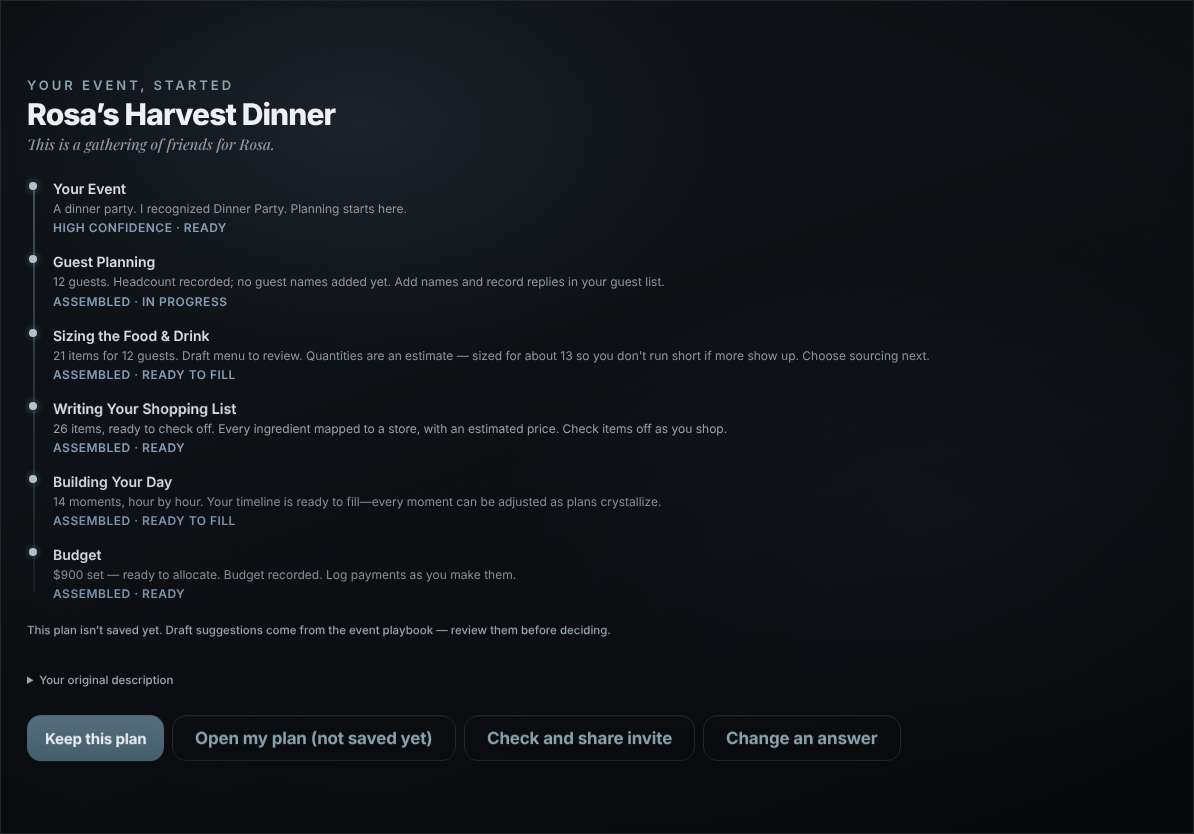 YOUR EVENT, STARTED
Rosa’s Harvest Dinner
This is a gathering of friends for Rosa.
Your Event
A dinner party. I recognized Dinner Party. Planning starts here.
HIGH CONFIDENCE · READY
Guest Planning
12 guests. Headcount recorded; no guest names added yet. Add names and record replies in your guest list.
ASSEMBLED · IN PROGRESS
Sizing the Food & Drink
21 items for 12 guests. Draft menu to review. Quantities are an estimate — sized for about 13 so you don't run short if more show up. Choose sourcing next.
ASSEMBLED · READY TO FILL
Writing Your Shopping List
26 items, ready to check off. Every ingredient mapped to a store, with an estimated price. Check items off as you shop.
ASSEMBLED · READY
Building Your Day
14 moments, hour by hour. Your timeline is ready to fill—every moment can be adjusted as plans crystallize.
ASSEMBLED · READY TO FILL
Budget
$900 set — ready to allocate. Budget recorded. Log payments as you make them.
ASSEMBLED · READY
This plan isn’t saved yet. Draft suggestions come from the event playbook — review them before deciding.
Your original description
Keep this plan
Open my plan (not saved yet)
Check and share invite
Change an answer